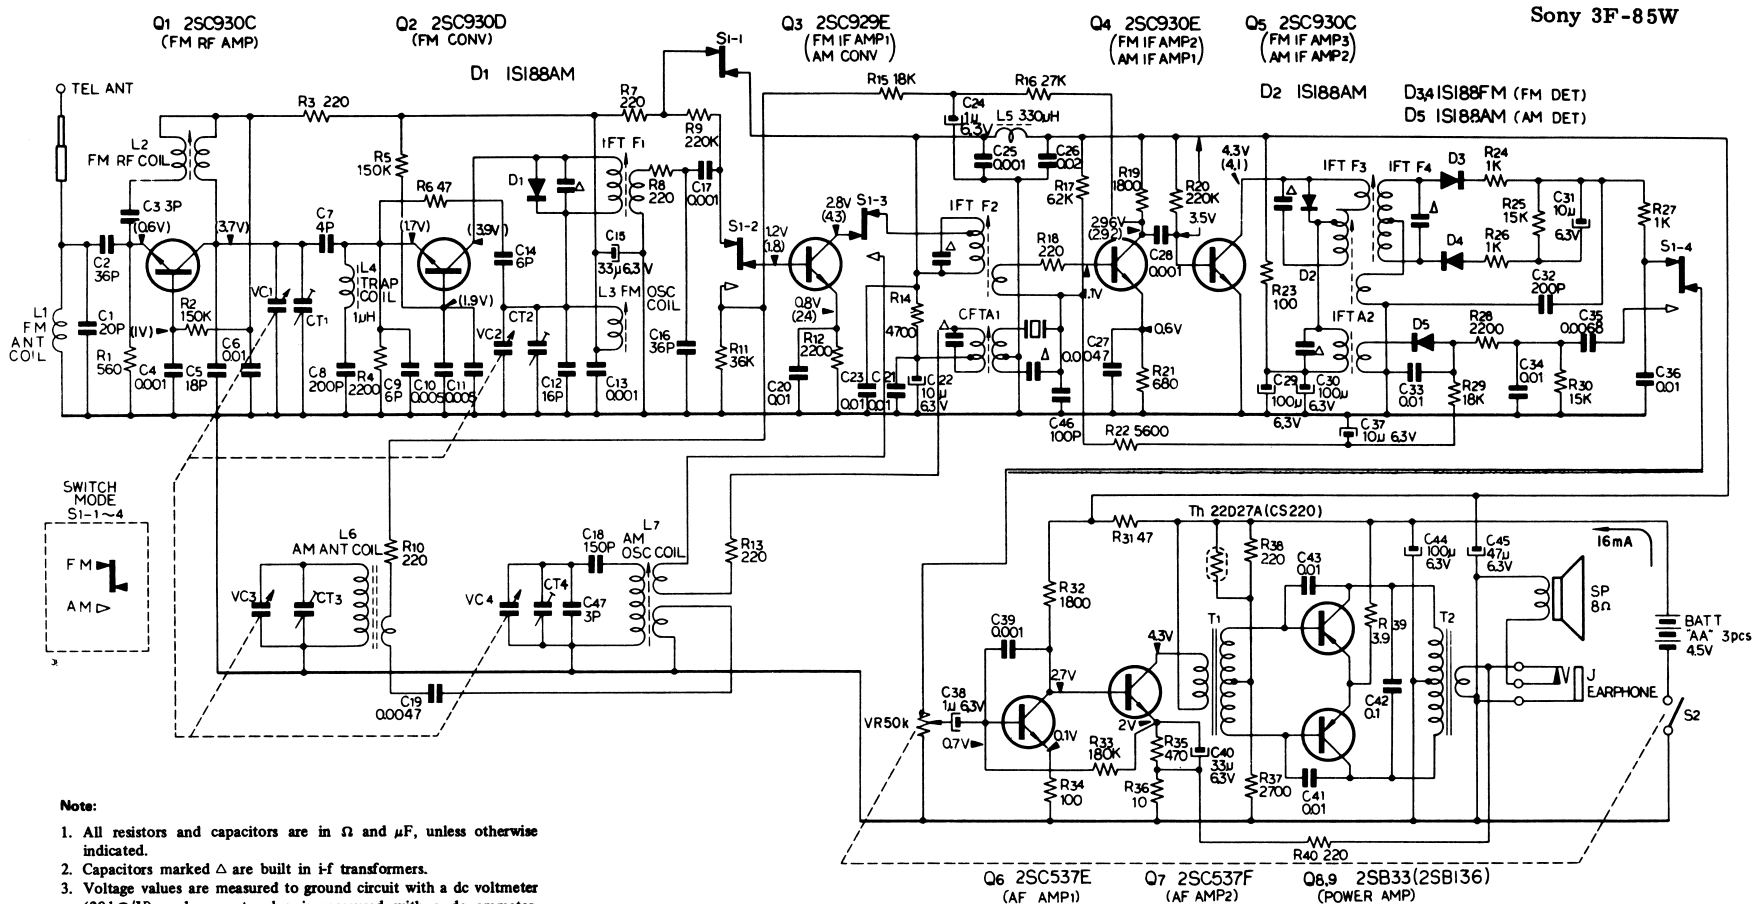 Sony 3F-85W
Q1 2SC930C
(FM RF AMP)
Q2 2SC930D
(FM CONV)
D1 1S188AM
Q3 2SC929E
(FM IF AMP1)
(AM CONV)
Q4 2SC930E
(FM IF AMP2)
(AM IF AMP1)
Q5 2SC930C
(FM IF AMP3)
(AM IF AMP2)
D2 1S188AM
D3,4 1S188FM (FM DET)
D5 1S188AM (AM DET)
TEL ANT
L2
FM RF COIL
R3 220
R7
220
S1-1
R9
220K
R15 18K
C24
1μ
6.3V
R16 27K
L5 330μH
C25
0.001
C26
0.02
R5
150K
R6 47
D1
IFT F1
R8
220
C17
0.001
C3 3P
(0.6V)
3.7V
C7
4P
(1.7V)
(3.9V)
C14
6P
C15
33μ 6.3V
S1-2
1.2V
(1.8)
2.8V
(4.3)
S1-3
IFT F2
R17
62K
R19
1800
R20
220K
4.3V
(4.1)
2.96V
(2.92)
3.5V
C28
0.001
R18
220
1.1V
IFT F3
IFT F4
D3
R24
1K
R25
15K
C31
10μ
6.3V
R27
1K
D4
R26
1K
S1-4
D2
R23
100
C32
200P
C2
36P
L1
FM
ANT
COIL
C1
20P
R1
560
(1V)
R2
150K
C4
0.001
C5
18P
C6
0.01
VC1
CT1
L4
TRAP
COIL
1μH
C8
200P
R4
2200
C9
6P
C10
0.005
C11
0.005
(1.9V)
VC2
CT2
L3 FM
OSC
COIL
C12
16P
C13
0.001
C16
36P
R11
36K
0.8V
(2.4)
R12
2200
C20
0.01
C23
0.01
C21
0.01
R14
4700
C22
10μ
6.3V
CFTA1
0.0047
C27
C46
100P
0.6V
R21
680
R22 5600
C29
100μ
6.3V
C30
100μ
6.3V
IFT A2
D5
R28
2200
C33
0.01
R29
18K
C34
0.01
R30
15K
C35
0.0068
C36
0.01
C37
10μ 6.3V
SWITCH
MODE
S1-1~4
FM
AM
L6
AM ANT COIL
R10
220
VC3
CT3
C19
0.0047
C18
150P
L7
AM
OSC COIL
VC4
CT4
C47
3P
R13
220
R31 47
Th 22D27A(CS220)
R38
220
C43
0.01
C44
100μ
6.3V
C45
47μ
6.3V
16mA
SP
8Ω
BATT
"AA" 3pcs
4.5V
R32
1800
C39
0.001
2.7V
4.3V
T1
R39
3.9
C42
0.1
T2
J
EARPHONE
S2
VR50k
C38
1μ 6.3V
0.7V
0.1V
2V
R33
180K
R34
100
R35
470
R36
10
C40
33μ
6.3V
R37
2700
C41
0.01
R40 220
Q6 2SC537E
(AF AMP1)
Q7 2SC537F
(AF AMP2)
Q8,9 2SB33(2SB136)
(POWER AMP)
Note:
1. All resistors and capacitors are in Ω and μF, unless otherwise
indicated.
2. Capacitors marked △ are built in i-f transformers.
3. Voltage values are measured to ground circuit with a dc voltmeter